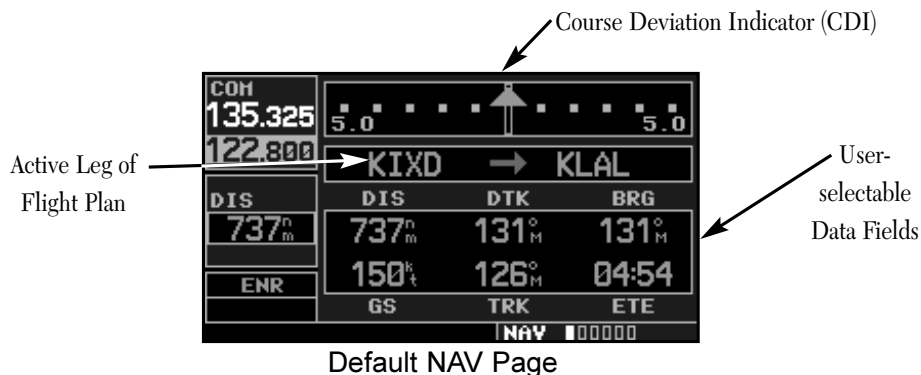 Course Deviation Indicator (CDI)
COM
135.325
122.800
5.0 5.0
Active Leg of
Flight Plan
KIXD → KLAL
User-
selectable
Data Fields
DIS
737nm
ENR
DIS DTK BRG
737nm 131°M 131°M
150kt 126°M 04:54
GS TRK ETE
NAV
Default NAV Page